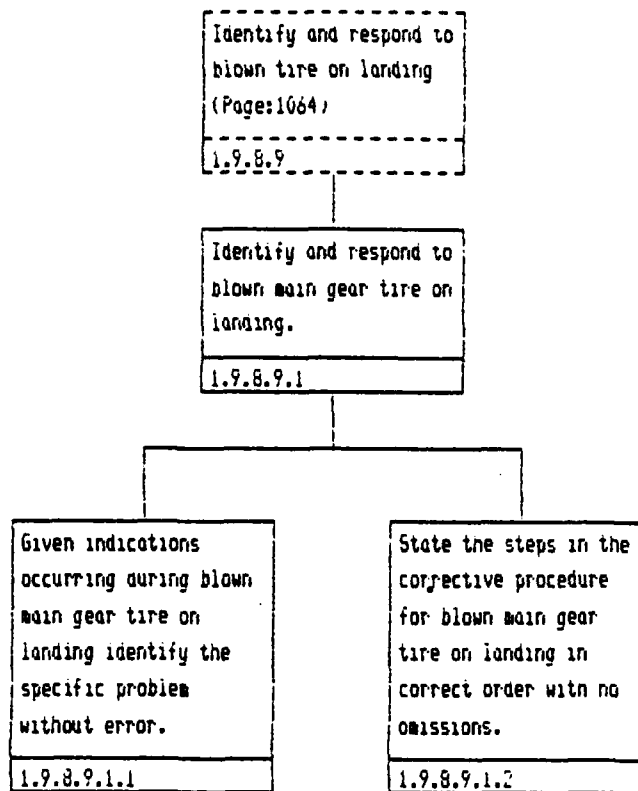 Identify and respond to
blown tire on landing
(Page:1064)
1.9.8.9
Identify and respond to
blown main gear tire on
landing.
1.9.8.9.1
Given indications
occurring during blown
main gear tire on
landing identify the
specific problem
without error.
1.9.8.9.1.1
State the steps in the
corrective procedure
for blown main gear
tire on landing in
correct order with no
omissions.
1.9.8.9.1.2